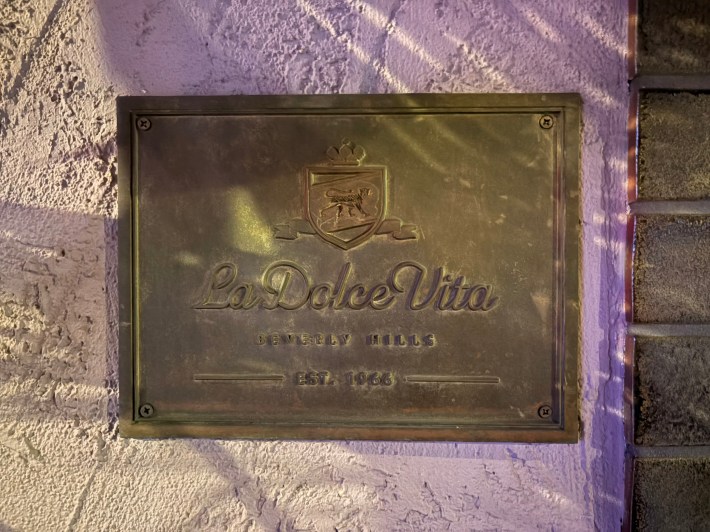 La Dolce Vita
BEVERLY HILLS
EST. 1966